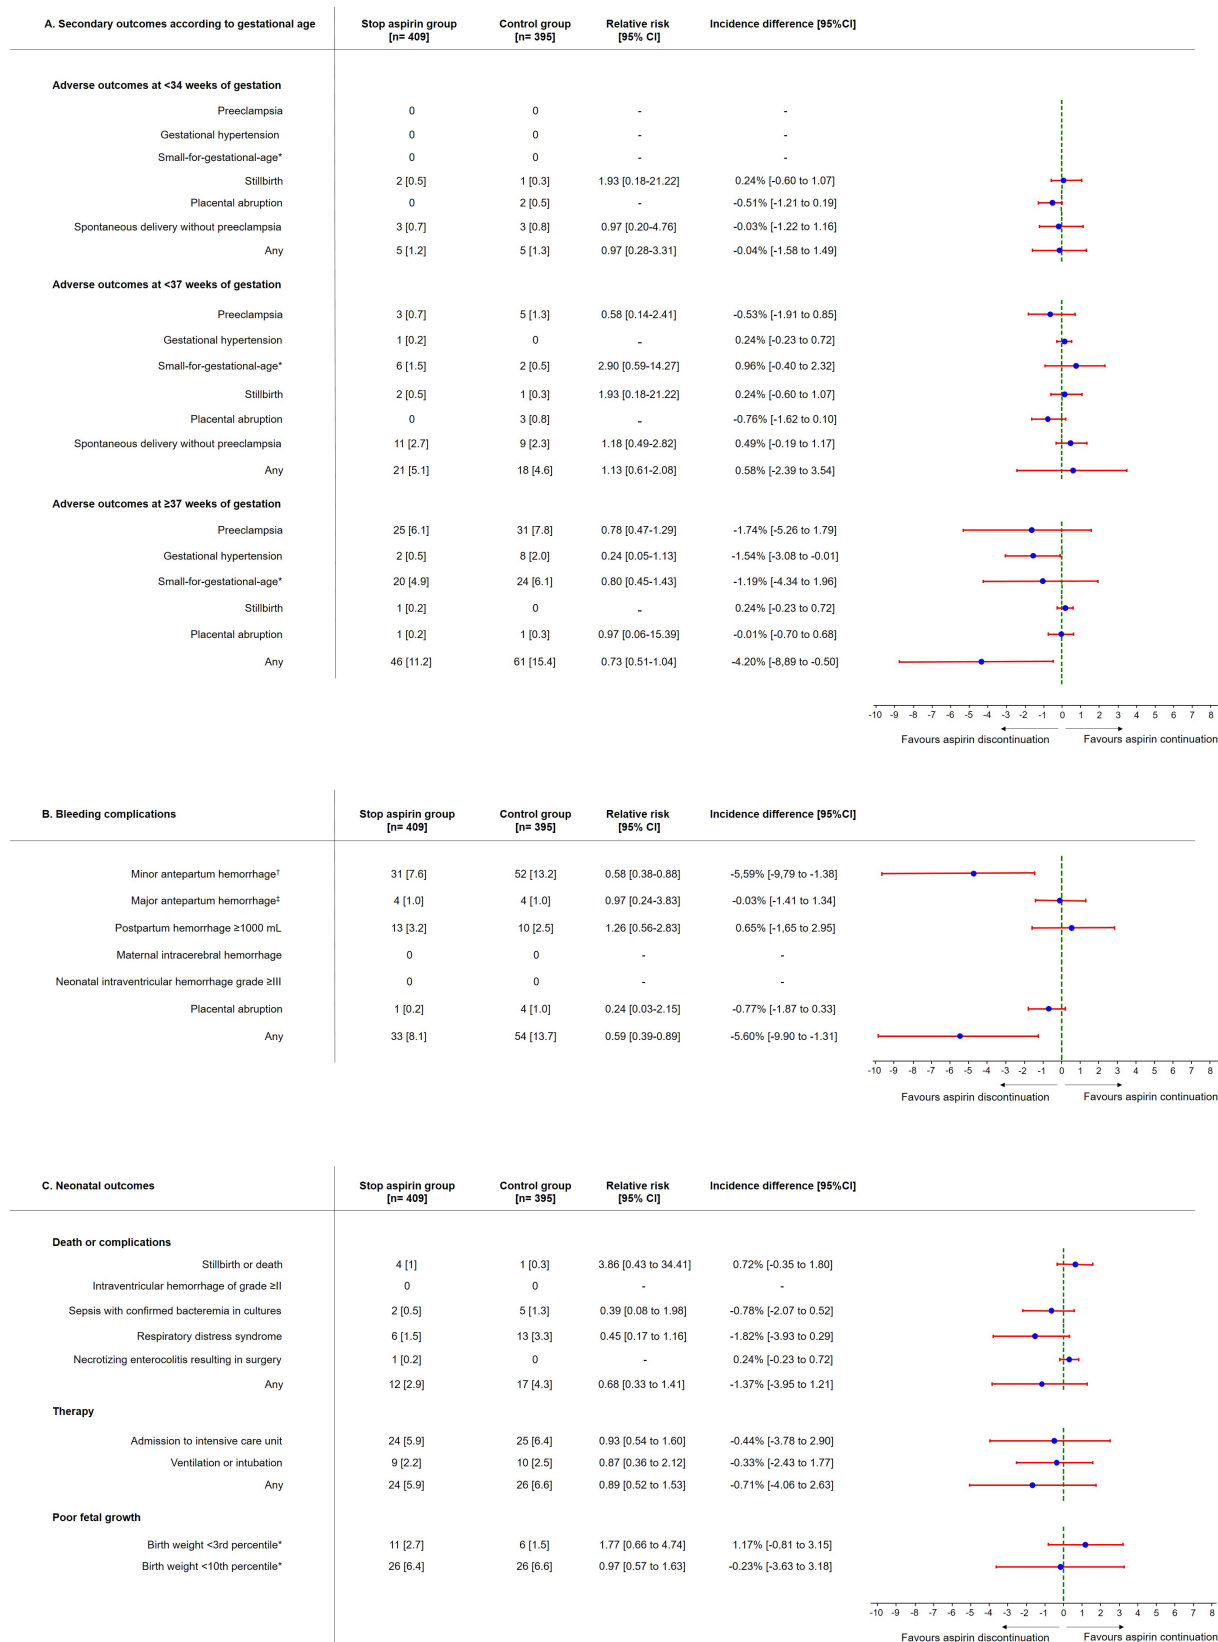 A. Secondary outcomes according to gestational age Stop aspirin group Control group Relative risk Incidence difference [95%CI]
[n= 409] [n= 395] [95% CI]
Adverse outcomes at <34 weeks of gestation
Preeclampsia 0 0 - -
Gestational hypertension 0 0 - -
Small-for-gestational-age* 0 0 - -
Stillbirth 2 [0.5] 1 [0.3] 1.93 [0.18-21.22] 0.24% [-0.60 to 1.07]
Placental abruption 0 2 [0.5] - -0.51% [-1.21 to 0.19]
Spontaneous delivery without preeclampsia 3 [0.7] 3 [0.8] 0.97 [0.20-4.76] -0.03% [-1.22 to 1.16]
Any 5 [1.2] 5 [1.3] 0.97 [0.28-3.31] -0.04% [-1.58 to 1.49]
Adverse outcomes at <37 weeks of gestation
Preeclampsia 3 [0.7] 5 [1.3] 0.58 [0.14-2.41] -0.53% [-1.91 to 0.85]
Gestational hypertension 1 [0.2] 0 - 0.24% [-0.23 to 0.72]
Small-for-gestational-age* 6 [1.5] 2 [0.5] 2.90 [0.59-14.27] 0.96% [-0.40 to 2.32]
Stillbirth 2 [0.5] 1 [0.3] 1.93 [0.18-21.22] 0.24% [-0.60 to 1.07]
Placental abruption 0 3 [0.8] - -0.76% [-1.62 to 0.10]
Spontaneous delivery without preeclampsia 11 [2.7] 9 [2.3] 1.18 [0.49-2.82] 0.49% [-0.19 to 1.17]
Any 21 [5.1] 18 [4.6] 1.13 [0.61-2.08] 0.58% [-2.39 to 3.54]
Adverse outcomes at ≥37 weeks of gestation
Preeclampsia 25 [6.1] 31 [7.8] 0.78 [0.47-1.29] -1.74% [-5.26 to 1.79]
Gestational hypertension 2 [0.5] 8 [2.0] 0.24 [0.05-1.13] -1.54% [-3.08 to -0.01]
Small-for-gestational-age* 20 [4.9] 24 [6.1] 0.80 [0.45-1.43] -1.19% [-4.34 to 1.96]
Stillbirth 1 [0.2] 0 - 0.24% [-0.23 to 0.72]
Placental abruption 1 [0.2] 1 [0.3] 0.97 [0.06-15.39] -0.01% [-0.70 to 0.68]
Any 46 [11.2] 61 [15.4] 0.73 [0.51-1.04] -4.20% [-8,89 to -0.50]
-10 -9 -8 -7 -6 -5 -4 -3 -2 -1 0 1 2 3 4 5 6 7 8
Favours aspirin discontinuation Favours aspirin continuation
B. Bleeding complications Stop aspirin group Control group Relative risk Incidence difference [95%CI]
[n= 409] [n= 395] [95% CI]
Minor antepartum hemorrhage† 31 [7.6] 52 [13.2] 0.58 [0.38-0.88] -5,59% [-9,79 to -1.38]
Major antepartum hemorrhage‡ 4 [1.0] 4 [1.0] 0.97 [0.24-3.83] -0.03% [-1.41 to 1.34]
Postpartum hemorrhage ≥1000 mL 13 [3.2] 10 [2.5] 1.26 [0.56-2.83] 0.65% [-1,65 to 2.95]
Maternal intracerebral hemorrhage 0 0 - -
Neonatal intraventricular hemorrhage grade ≥III 0 0 - -
Placental abruption 1 [0.2] 4 [1.0] 0.24 [0.03-2.15] -0.77% [-1.87 to 0.33]
Any 33 [8.1] 54 [13.7] 0.59 [0.39-0.89] -5.60% [-9.90 to -1.31]
-10 -9 -8 -7 -6 -5 -4 -3 -2 -1 0 1 2 3 4 5 6 7 8
Favours aspirin discontinuation Favours aspirin continuation
C. Neonatal outcomes Stop aspirin group Control group Relative risk Incidence difference [95%CI]
[n= 409] [n= 395] [95% CI]
Death or complications
Stillbirth or death 4 [1] 1 [0.3] 3.86 [0.43 to 34.41] 0.72% [-0.35 to 1.80]
Intraventricular hemorrhage of grade ≥II 0 0 - -
Sepsis with confirmed bacteremia in cultures 2 [0.5] 5 [1.3] 0.39 [0.08 to 1.98] -0.78% [-2.07 to 0.52]
Respiratory distress syndrome 6 [1.5] 13 [3.3] 0.45 [0.17 to 1.16] -1.82% [-3.93 to 0.29]
Necrotizing enterocolitis resulting in surgery 1 [0.2] 0 - 0.24% [-0.23 to 0.72]
Any 12 [2.9] 17 [4.3] 0.68 [0.33 to 1.41] -1.37% [-3.95 to 1.21]
Therapy
Admission to intensive care unit 24 [5.9] 25 [6.4] 0.93 [0.54 to 1.60] -0.44% [-3.78 to 2.90]
Ventilation or intubation 9 [2.2] 10 [2.5] 0.87 [0.36 to 2.12] -0.33% [-2.43 to 1.77]
Any 24 [5.9] 26 [6.6] 0.89 [0.52 to 1.53] -0.71% [-4.06 to 2.63]
Poor fetal growth
Birth weight <3rd percentile* 11 [2.7] 6 [1.5] 1.77 [0.66 to 4.74] 1.17% [-0.81 to 3.15]
Birth weight <10th percentile* 26 [6.4] 26 [6.6] 0.97 [0.57 to 1.63] -0.23% [-3.63 to 3.18]
-10 -9 -8 -7 -6 -5 -4 -3 -2 -1 0 1 2 3 4 5 6 7 8
Favours aspirin discontinuation Favours aspirin continuation